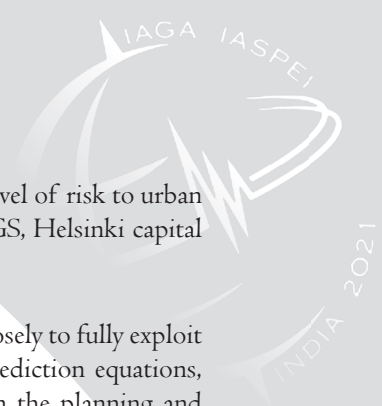 IAGA IASPEI
INDIA 2021
vel of risk to urban
GS, Helsinki capital
osely to fully exploit
ediction equations,
n the planning and